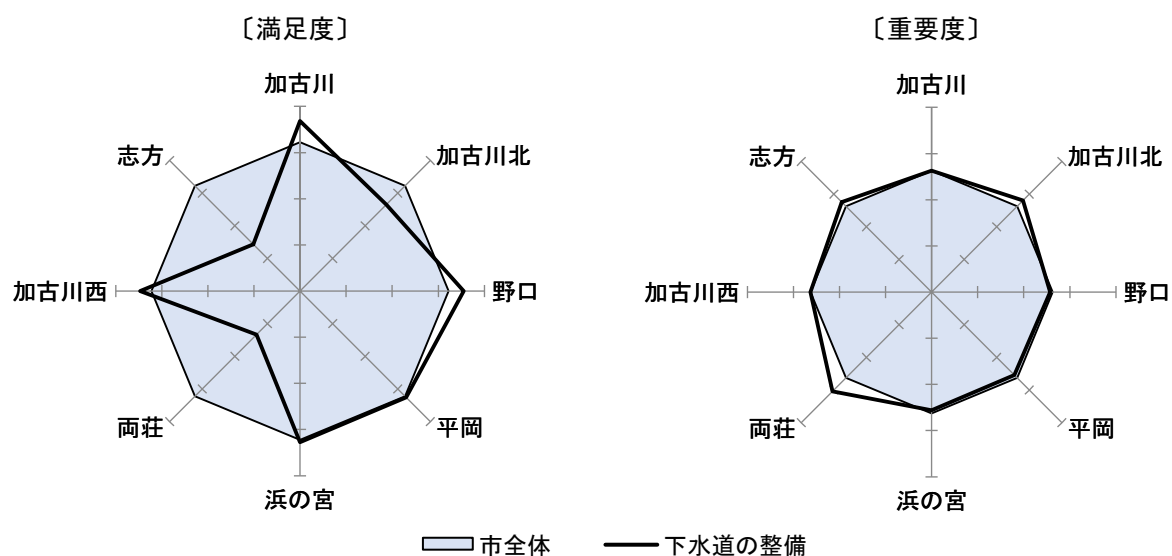 〔満足度〕
加古川
加古川北
野口
平岡
浜の宮
両荘
加古川西
志方
〔重要度〕
加古川
加古川北
野口
平岡
浜の宮
両荘
加古川西
志方
市全体
下水道の整備